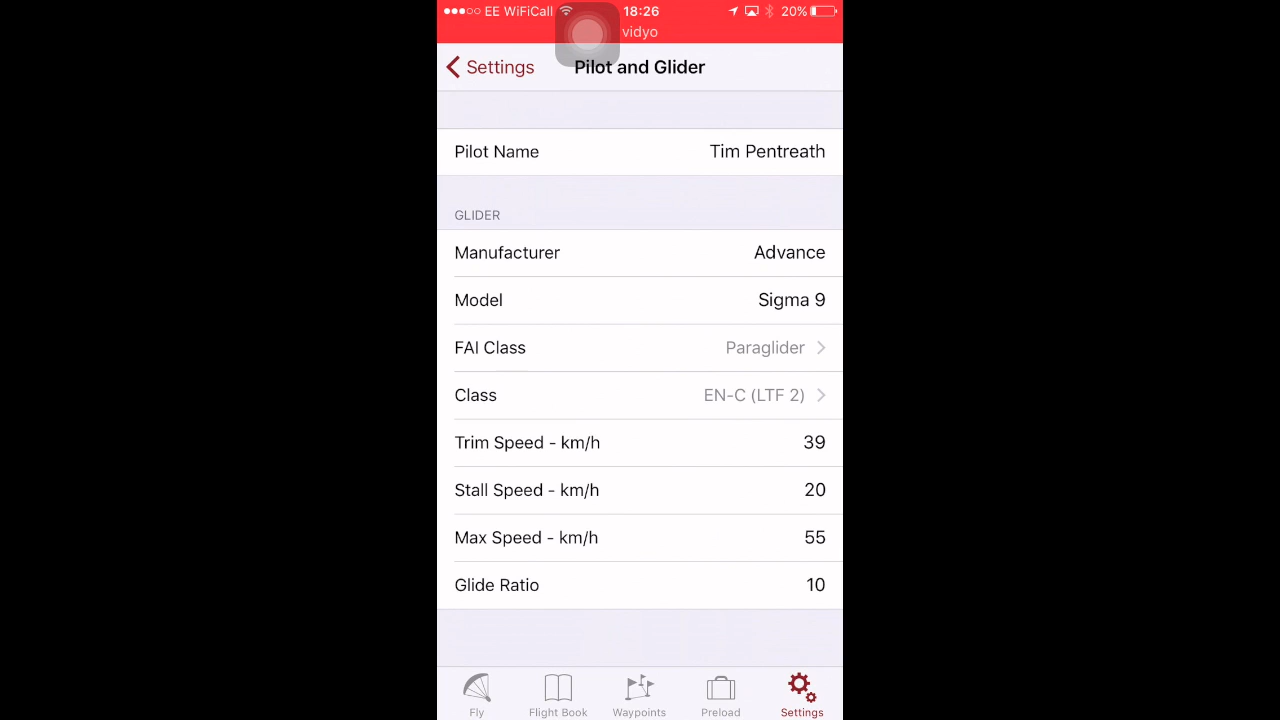 EE WiFiCall 18:26 20%
vidyo
Settings Pilot and Glider
Pilot Name Tim Pentreath
GLIDER
Manufacturer Advance
Model Sigma 9
FAI Class Paraglider
Class EN-C (LTF 2)
Trim Speed - km/h 39
Stall Speed - km/h 20
Max Speed - km/h 55
Glide Ratio 10
Fly Flight Book Waypoints Preload Settings